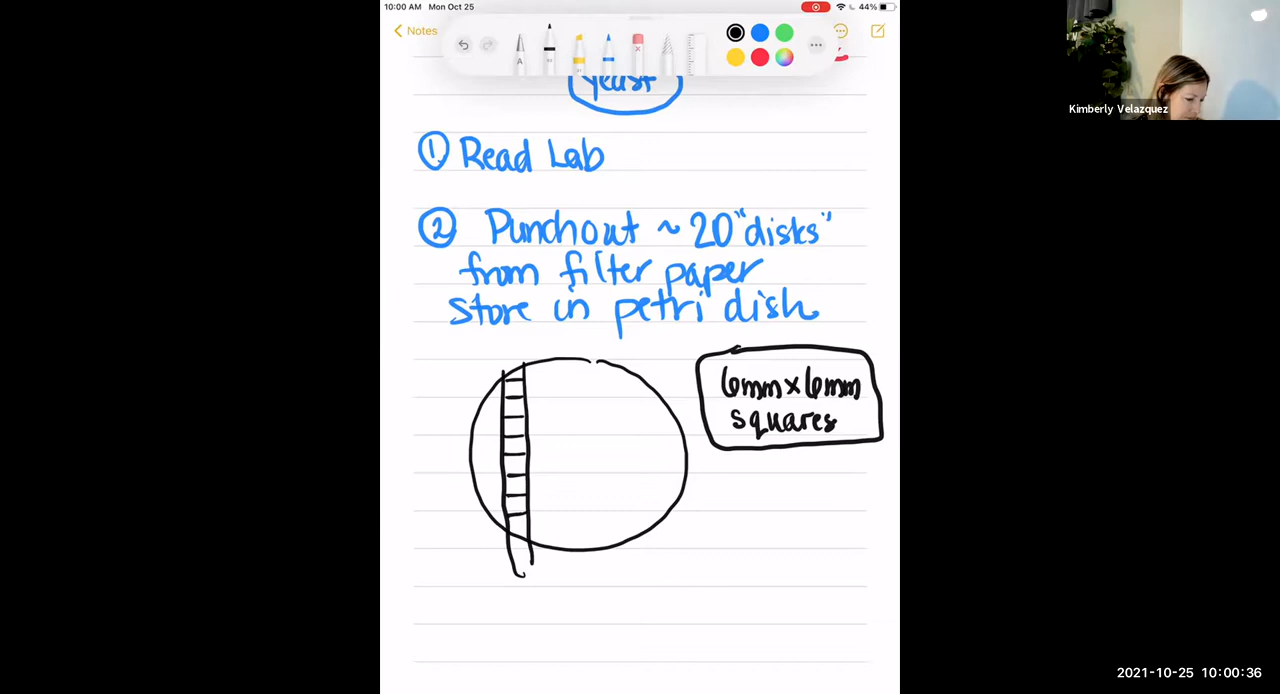 10:00 AM Mon Oct 25
44%
Notes
A
yeast
① Read Lab
② Punchout ~ 20 "disks"
from filter paper
store in petri dish
6mm x 6mm
squares
Kimberly Velazquez
2021-10-25 10:00:36